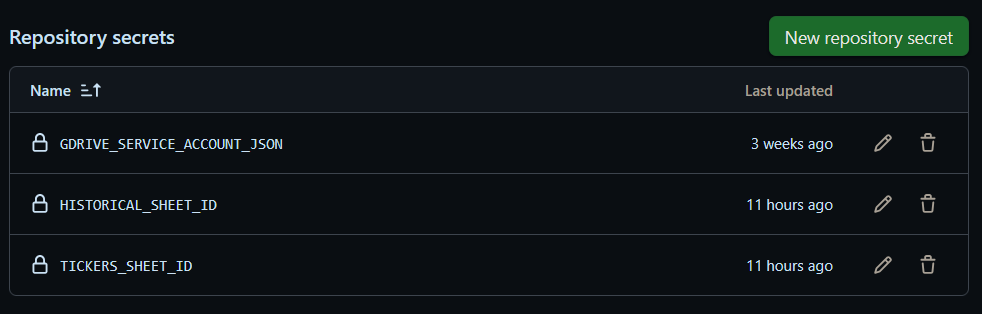 Repository secrets
New repository secret
Name
Last updated
GDRIVE_SERVICE_ACCOUNT_JSON
3 weeks ago
HISTORICAL_SHEET_ID
11 hours ago
TICKERS_SHEET_ID
11 hours ago